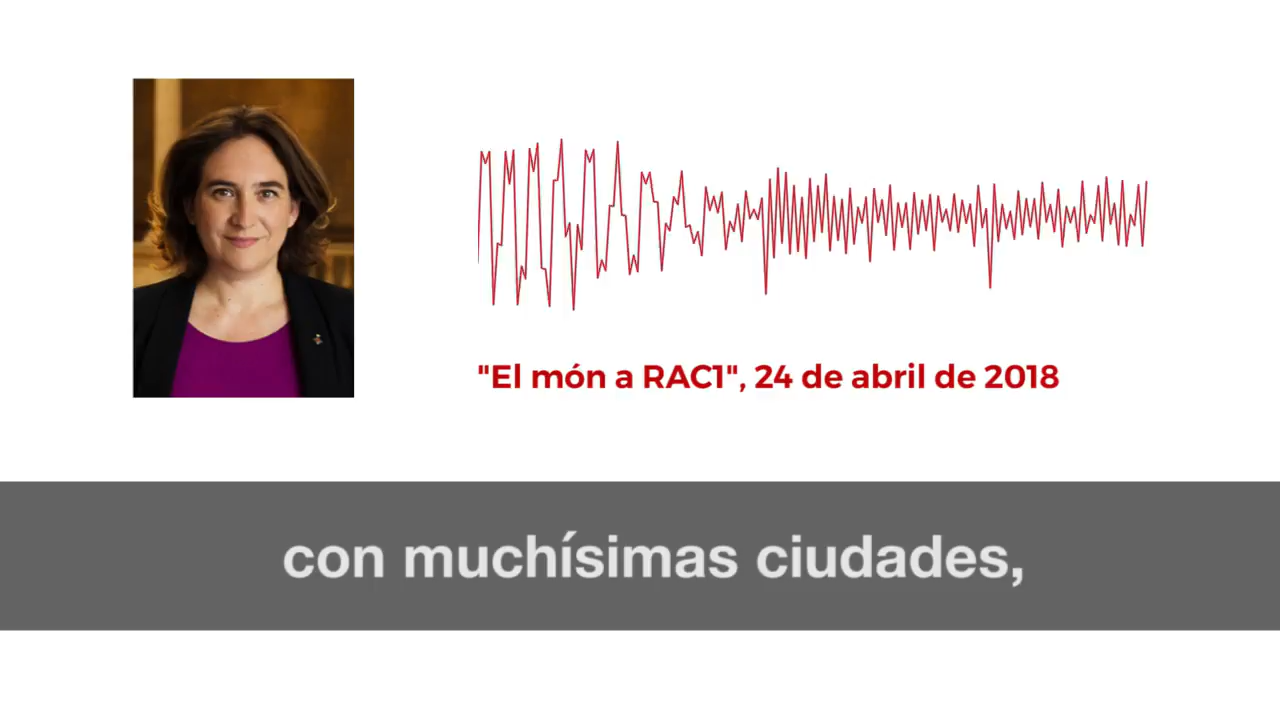 "El món a RAC1", 24 de abril de 2018
con muchísimas ciudades,